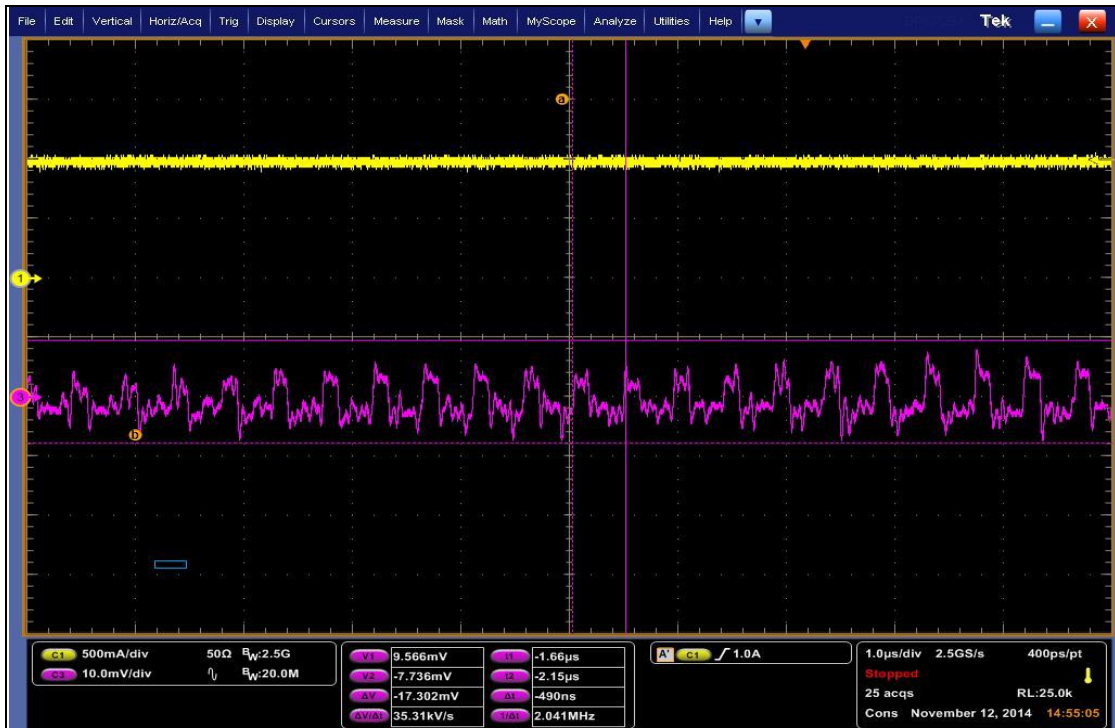 File Edit Vertical Horiz/Acq Trig Display Cursors Measure Mask Math MyScope Analyze Utilities Help Tek X
a
1
3
b
C1 500mA/div 50Ω BW:2.5G
C3 10.0mV/div BW:20.0M
V1 9.566mV t1 -1.66µs
V2 -7.736mV t2 -2.15µs
ΔV -17.302mV Δt -490ns
ΔV/Δt 35.31kV/s 1/Δt 2.041MHz
A' C1 1.0A
1.0µs/div 2.5GS/s 400ps/pt
Stopped
25 acqs RL:25.0k
Cons November 12, 2014 14:55:05